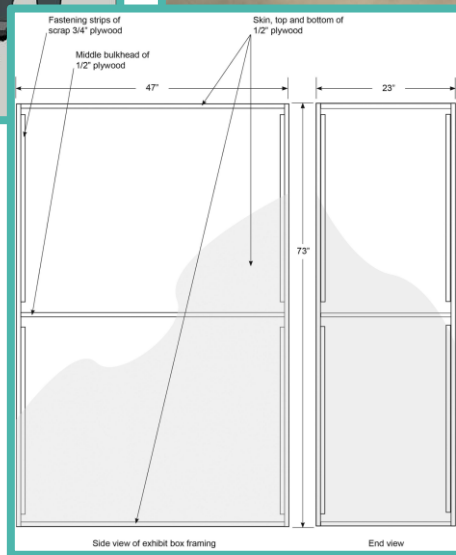 Fastening strips of
scrap 3/4" plywood
Skin, top and bottom of
1/2" plywood
Middle bulkhead of
1/2" plywood
47"
23"
73"
Side view of exhibit box framing
End view